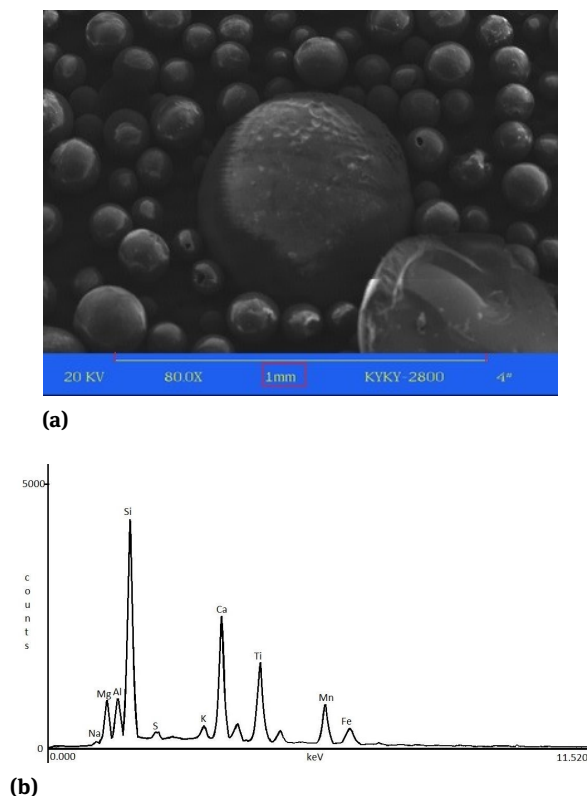 20 KV 80.0X 1mm KYKY-2800 4#
(a)
5000
Si
Ca
Ti
Mg Al
Mn
K
Fe
S
Na
counts
0
0.000 keV 11.520
(b)